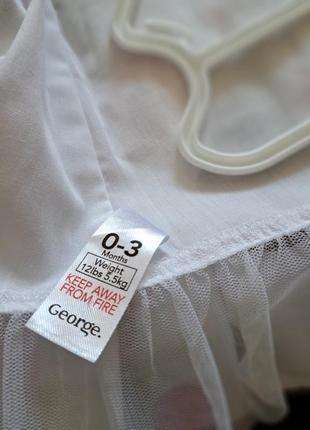 0-3
Months
Weight
12lbs 5.5kg
KEEP AWAY
FROM FIRE
George.